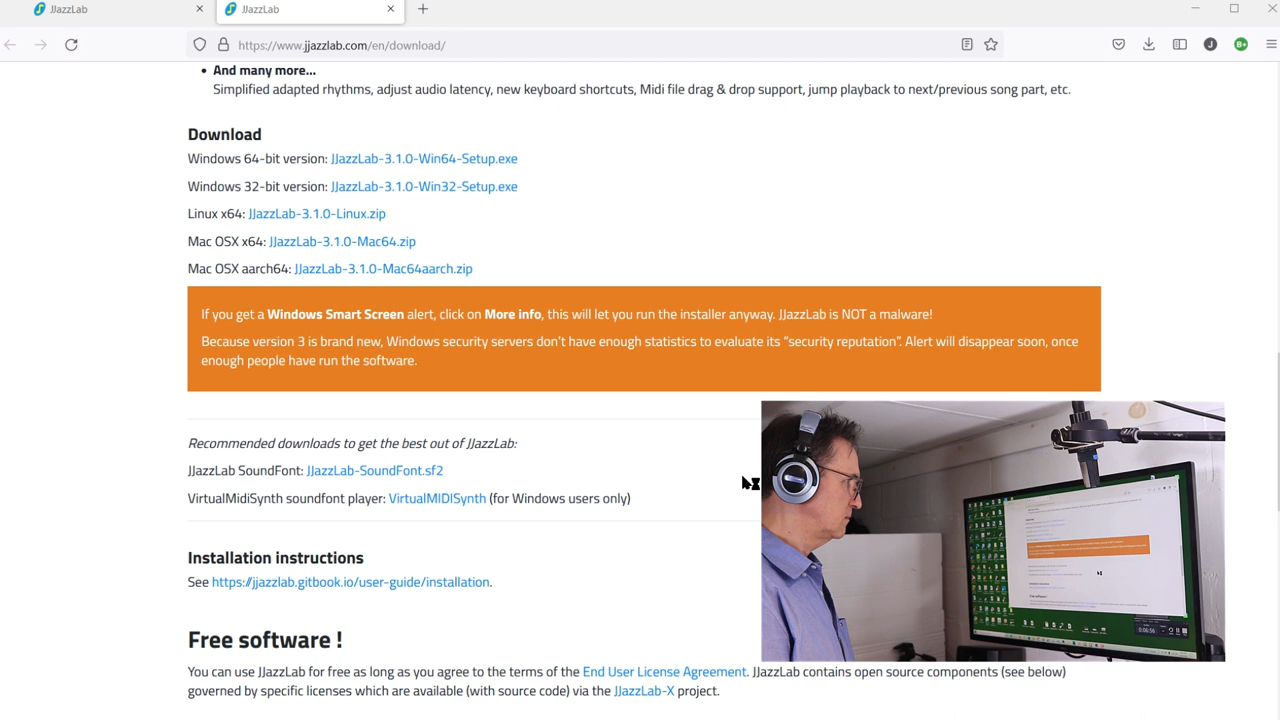 JJazzLab
JJazzLab
https://www.jjazzlab.com/en/download/
J
B+
• And many more...
Simplified adapted rhythms, adjust audio latency, new keyboard shortcuts, Midi file drag & drop support, jump playback to next/previous song part, etc.
Download
Windows 64-bit version: JJazzLab-3.1.0-Win64-Setup.exe
Windows 32-bit version: JJazzLab-3.1.0-Win32-Setup.exe
Linux x64: JJazzLab-3.1.0-Linux.zip
Mac OSX x64: JJazzLab-3.1.0-Mac64.zip
Mac OSX aarch64: JJazzLab-3.1.0-Mac64aarch.zip
If you get a Windows Smart Screen alert, click on More info, this will let you run the installer anyway. JJazzLab is NOT a malware!
Because version 3 is brand new, Windows security servers don't have enough statistics to evaluate its “security reputation”. Alert will disappear soon, once
enough people have run the software.
Recommended downloads to get the best out of JJazzLab:
JJazzLab SoundFont: JJazzLab-SoundFont.sf2
VirtualMidiSynth soundfont player: VirtualMIDISynth (for Windows users only)
Installation instructions
See https://jjazzlab.gitbook.io/user-guide/installation.
Free software !
You can use JJazzLab for free as long as you agree to the terms of the End User License Agreement. JJazzLab contains open source components (see below)
governed by specific licenses which are available (with source code) via the JJazzLab-X project.